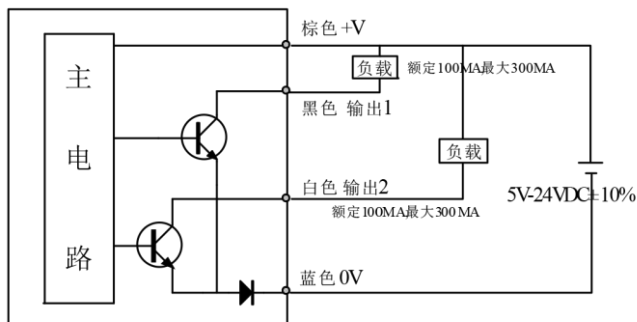 棕色 +V
主
电
路
负载
额定100MA,最大300MA
黑色 输出1
负载
白色 输出2
额定100MA,最大300MA
5V-24VDC±10%
蓝色 0V